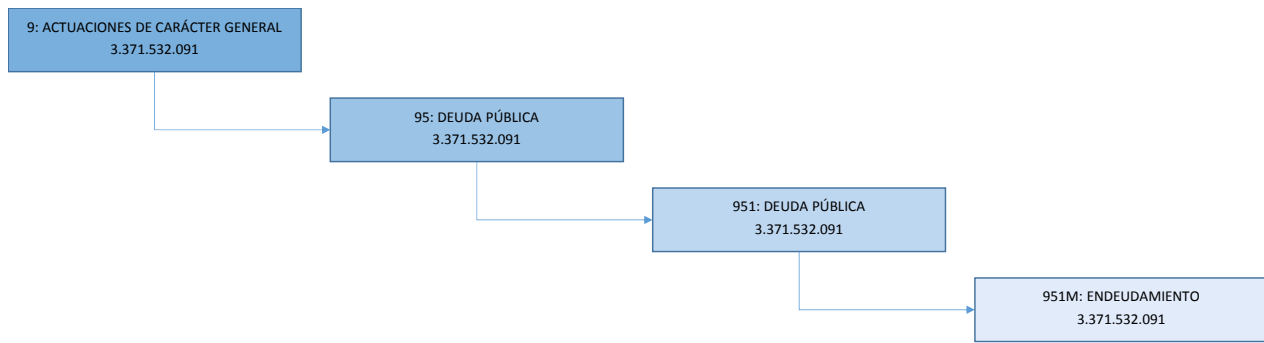 9: ACTUACIONES DE CARÁCTER GENERAL
3.371.532.091
95: DEUDA PÚBLICA
3.371.532.091
951: DEUDA PÚBLICA
3.371.532.091
951M: ENDEUDAMIENTO
3.371.532.091